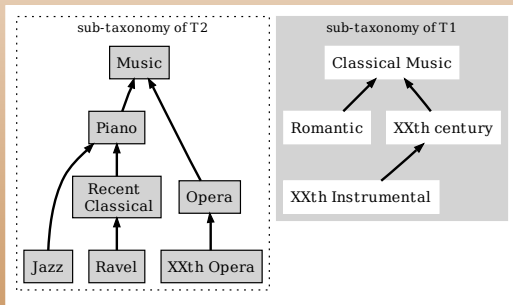 sub-taxonomy of T2
Music
Piano
Recent
Classical
Opera
Jazz
Ravel
XXth Opera
sub-taxonomy of T1
Classical Music
Romantic
XXth century
XXth Instrumental